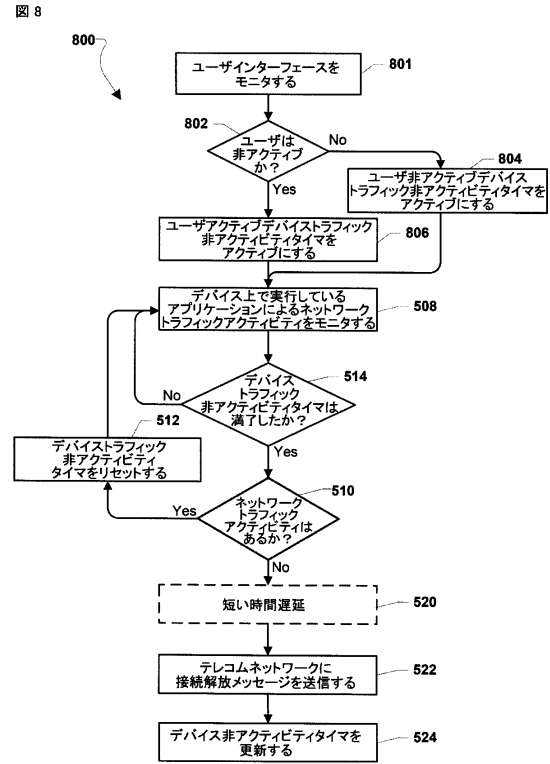 図 8
800
ユーザインターフェースを
モニタする
801
802
ユーザは
非アクティブ
か？
No
Yes
804
ユーザ非アクティブデバイス
トラフィック非アクティビティタイマを
アクティブにする
ユーザアクティブデバイストラフィック
非アクティビティタイマを
アクティブにする
806
デバイス上で実行している
アプリケーションによるネットワーク
トラフィックアクティビティをモニタする
508
デバイス
トラフィック
非アクティビティタイマは
満了したか？
514
No
Yes
512
デバイストラフィック
非アクティビティ
タイマをリセットする
ネットワーク
トラフィック
アクティビティは
あるか？
510
Yes
No
短い時間遅延
520
テレコムネットワークに
接続解放メッセージを送信する
522
デバイス非アクティビティタイマを
更新する
524